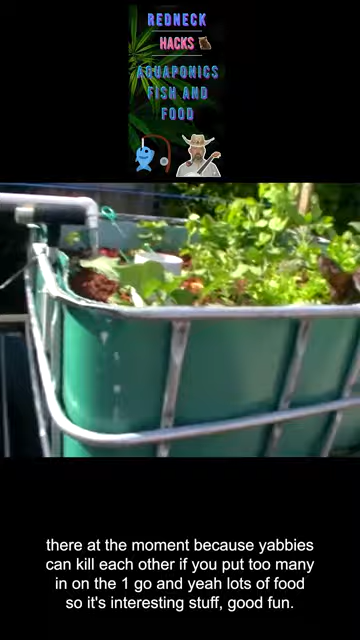 REDNECK
HACKS
AQUAPONICS
FISH AND
FOOD
there at the moment because yabbies
can kill each other if you put too many
in on the 1 go and yeah lots of food
so it's interesting stuff, good fun.